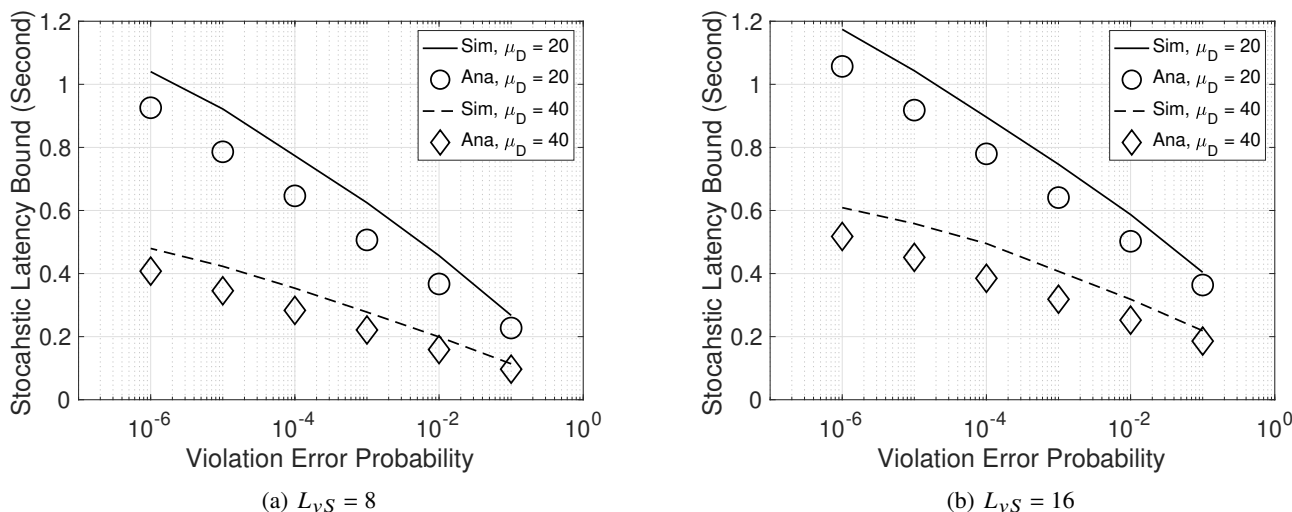 Stocahstic Latency Bound (Second)
1.2
1
0.8
0.6
0.4
0.2
0
10^-6
10^-4
10^-2
10^0
Violation Error Probability
Sim, μ_D = 20
Ana, μ_D = 20
Sim, μ_D = 40
Ana, μ_D = 40
(a) L_vS = 8
Stocahstic Latency Bound (Second)
1.2
1
0.8
0.6
0.4
0.2
0
10^-6
10^-4
10^-2
10^0
Violation Error Probability
Sim, μ_D = 20
Ana, μ_D = 20
Sim, μ_D = 40
Ana, μ_D = 40
(b) L_vS = 16